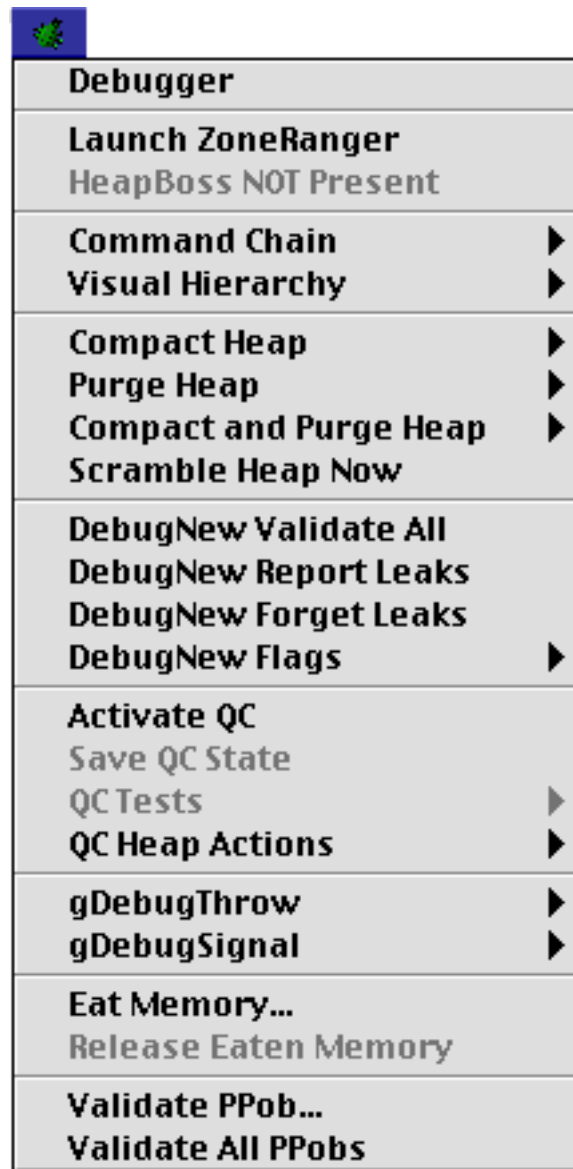 Debugger
Launch ZoneRanger
HeapBoss NOT Present
Command Chain
Visual Hierarchy
Compact Heap
Purge Heap
Compact and Purge Heap
Scramble Heap Now
DebugNew Validate All
DebugNew Report Leaks
DebugNew Forget Leaks
DebugNew Flags
Activate QC
Save QC State
QC Tests
QC Heap Actions
gDebugThrow
gDebugSignal
Eat Memory...
Release Eaten Memory
Validate PPob...
Validate All PPobs